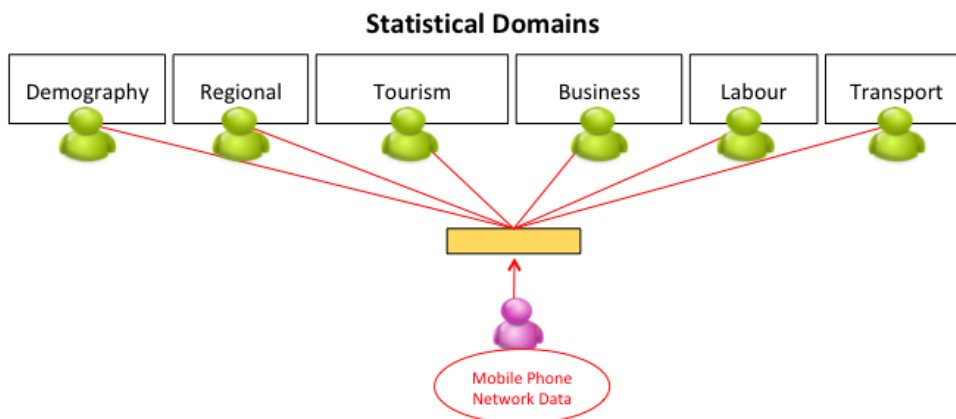 Statistical Domains
Demography
Regional
Tourism
Business
Labour
Transport
Mobile Phone
Network Data